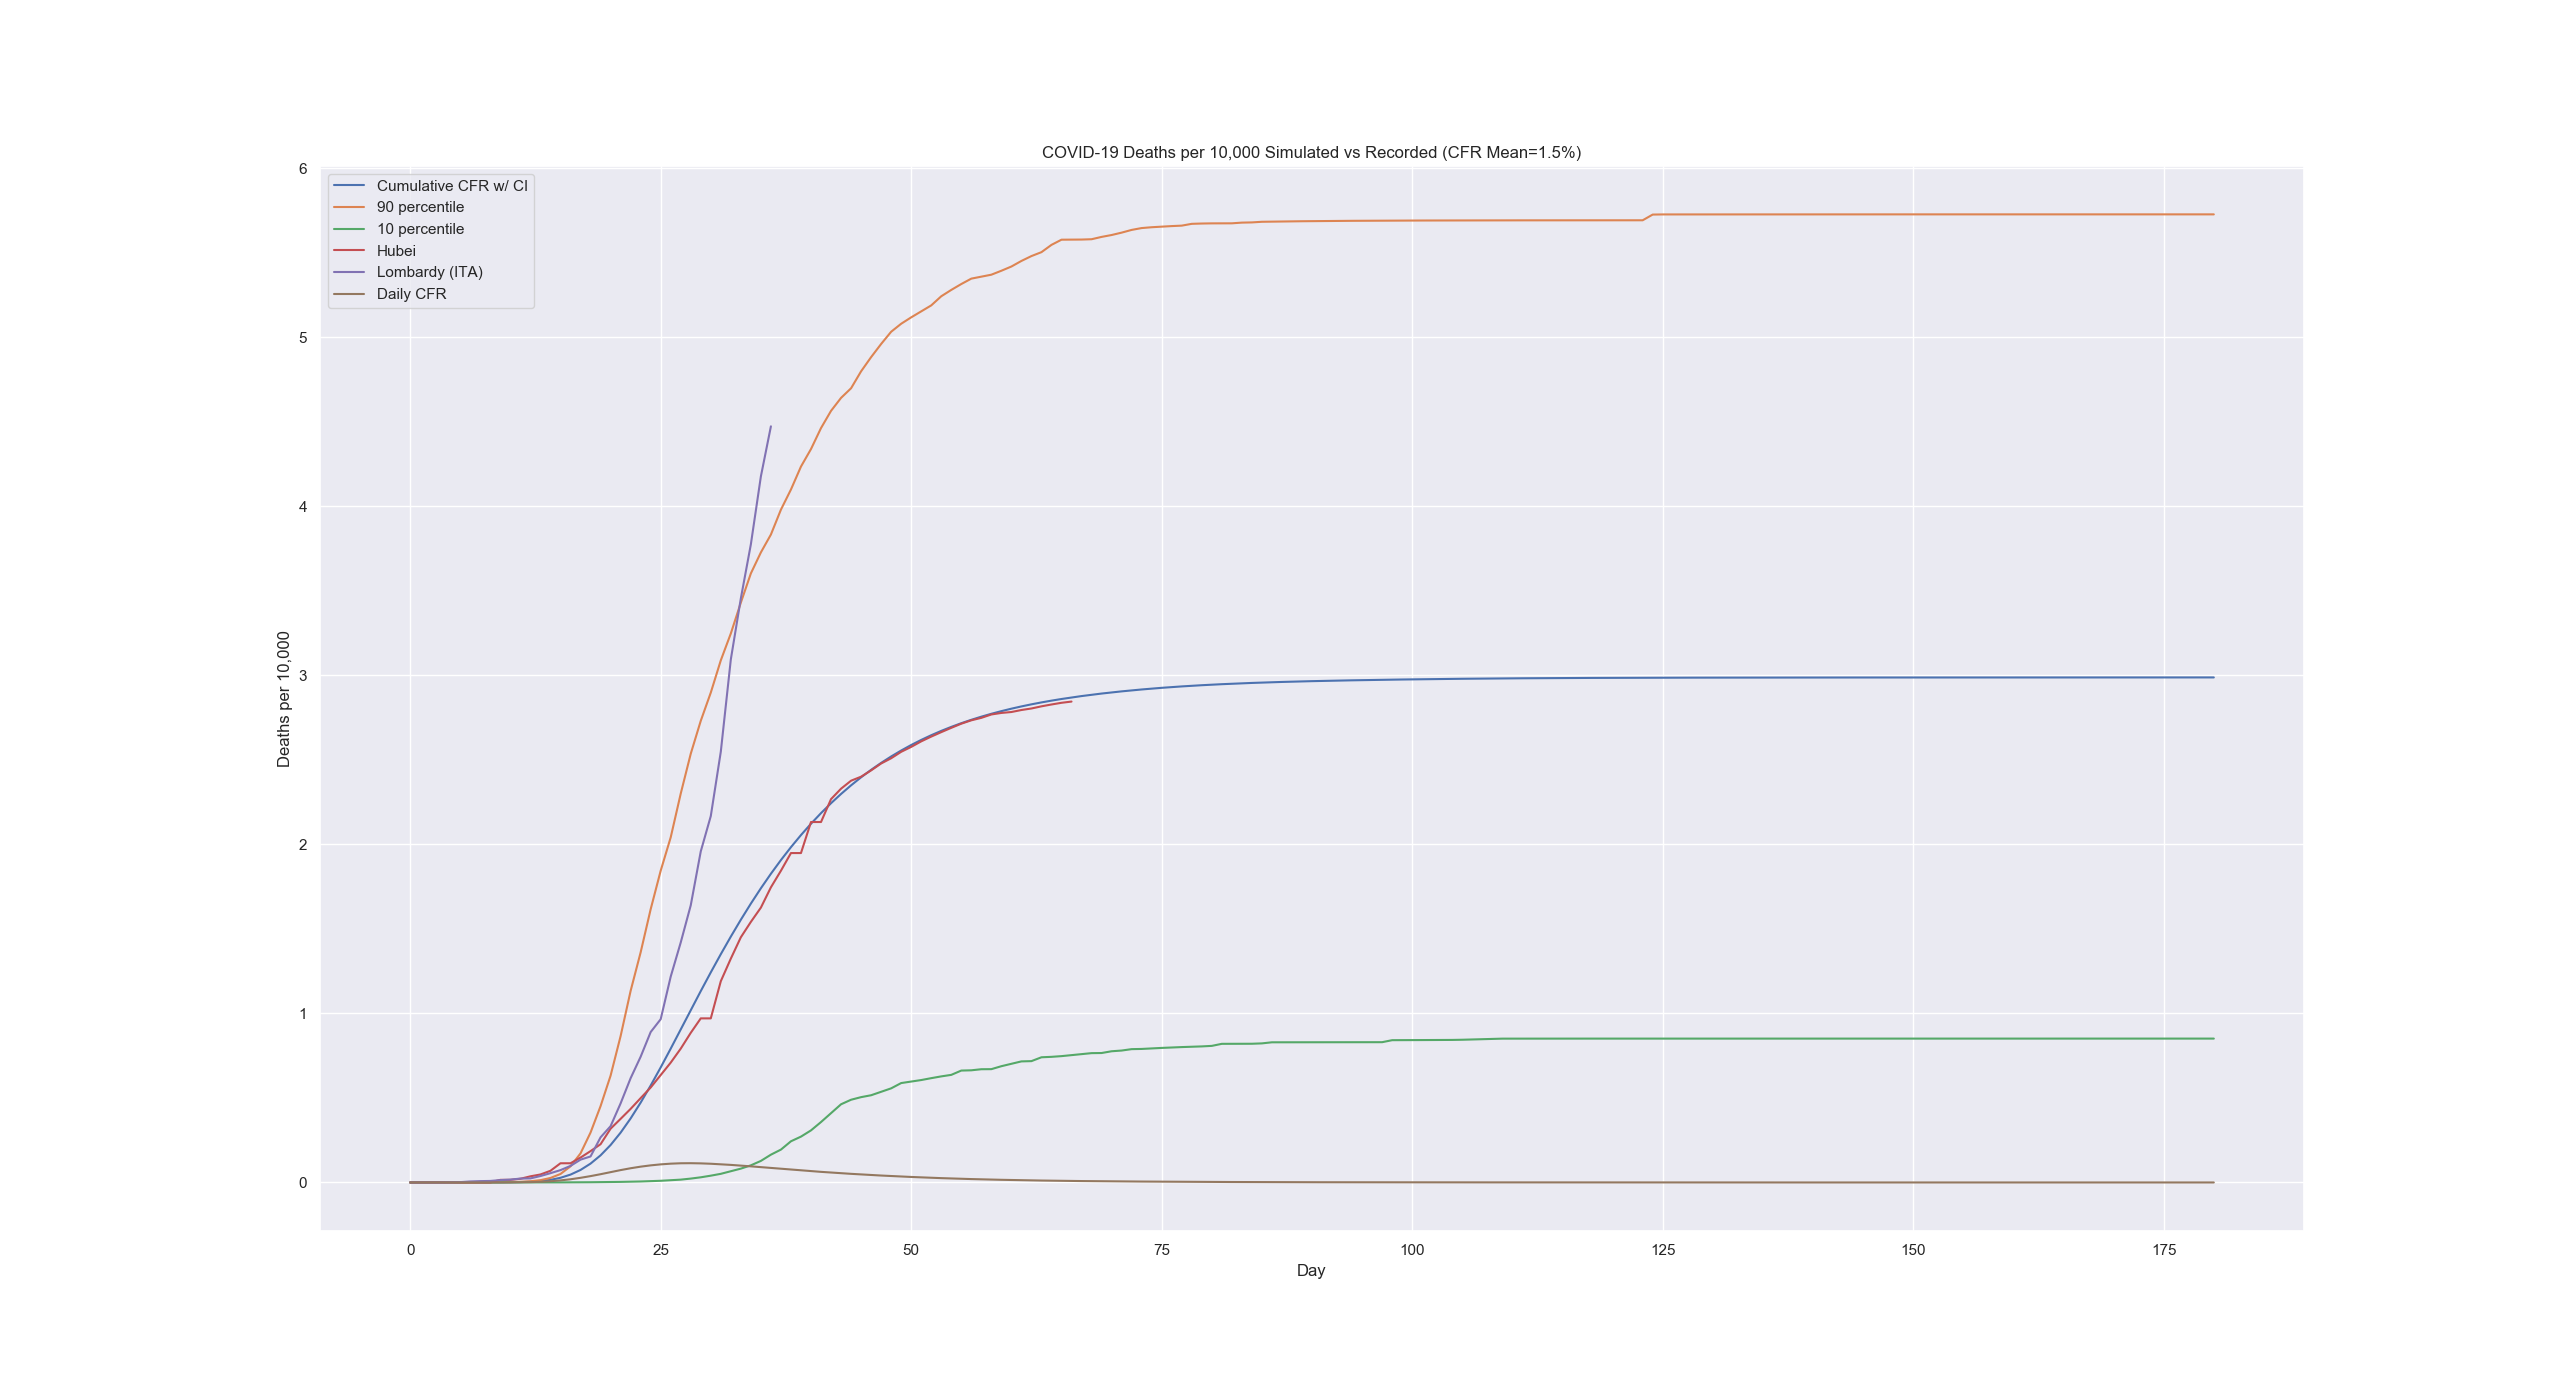 COVID-19 Deaths per 10,000 Simulated vs Recorded (CFR Mean=1.5%)
Cumulative CFR w/ CI
90 percentile
10 percentile
Hubei
Lombardy (ITA)
Daily CFR
Deaths per 10,000
6
5
4
3
2
1
0
0 25 50 75 100 125 150 175
Day